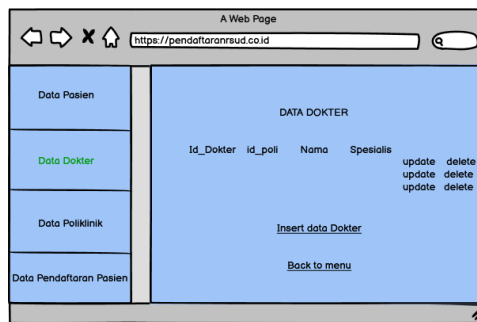 A Web Page
https://pendaftaranrsud.co.id
Data Pasien
Data Dokter
Data Poliklinik
Data Pendaftaran Pasien
DATA DOKTER
Id_Dokter id_poli Nama Spesialis
update delete
update delete
update delete
Insert data Dokter
Back to menu